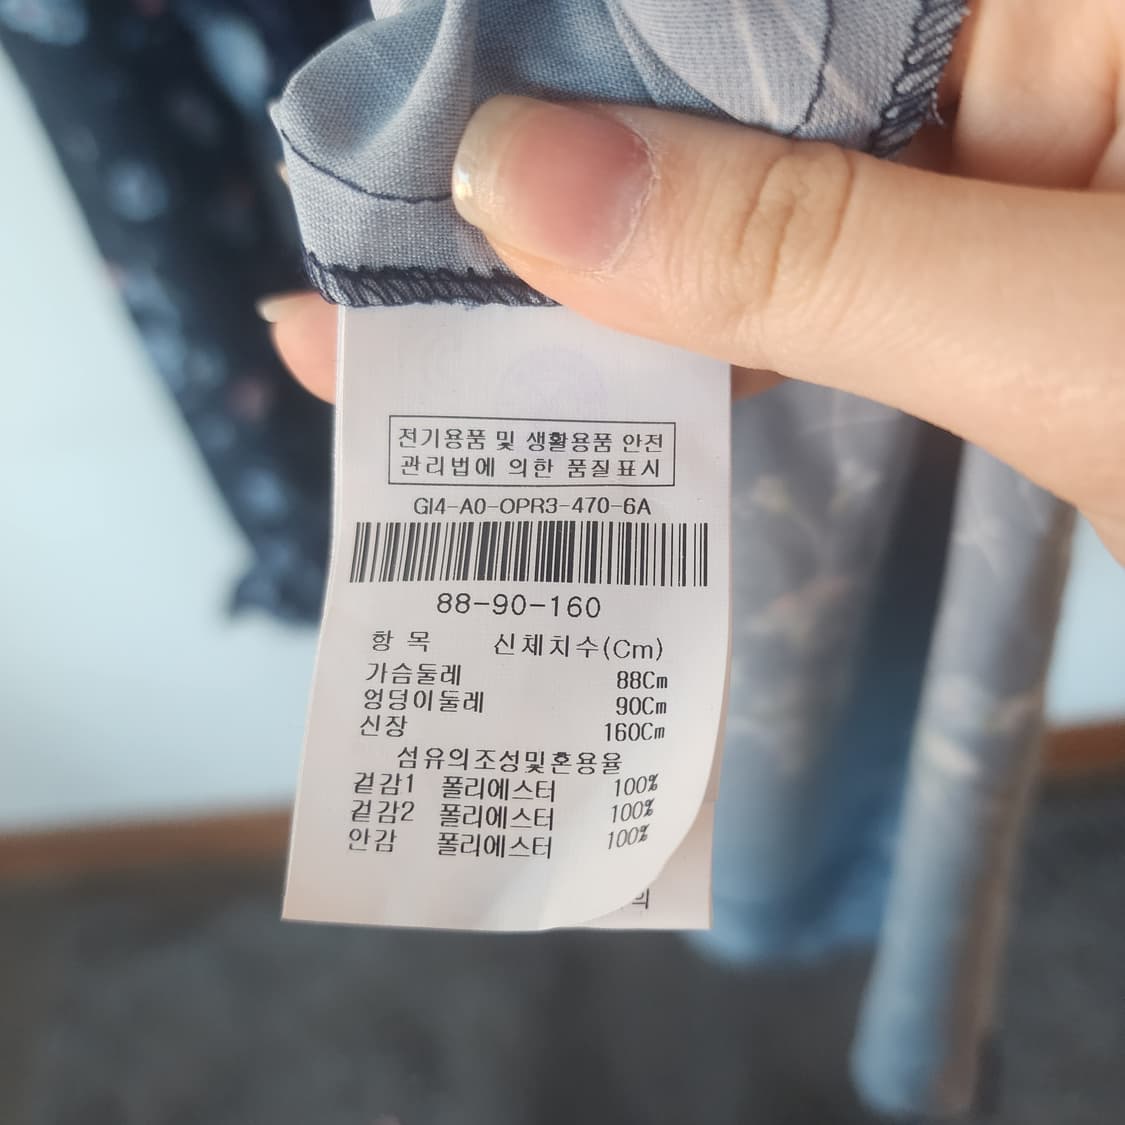 전기용품 및 생활용품 안전
관리법에 의한 품질표시
GI4-A0-OPR3-470-6A
88-90-160
항 목 신체치수(Cm)
가슴둘레 88Cm
엉덩이둘레 90Cm
신장 160Cm
섬유의조성및혼용율
겉감1 폴리에스터 100%
겉감2 폴리에스터 100%
안감 폴리에스터 100%
의